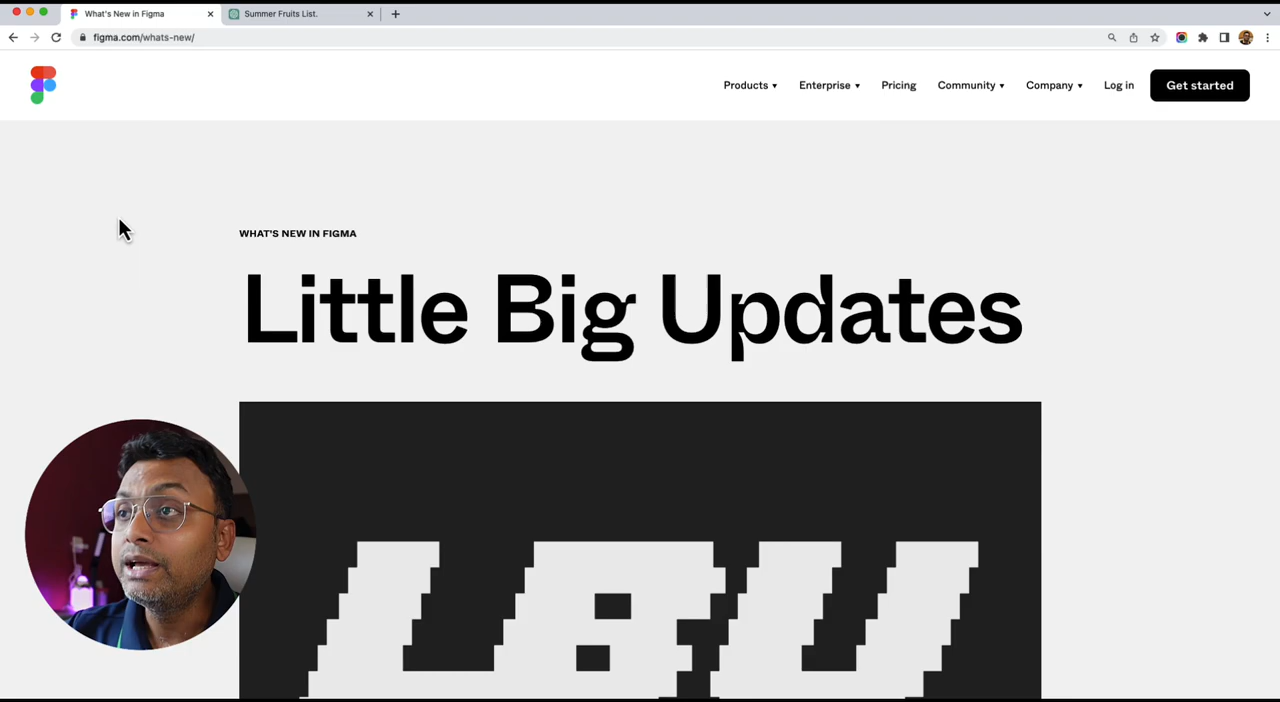 What's New in Figma
Summer Fruits List.
figma.com/whats-new/
Products Enterprise Pricing Community Company Log in Get started
WHAT'S NEW IN FIGMA
Little Big Updates
LBU